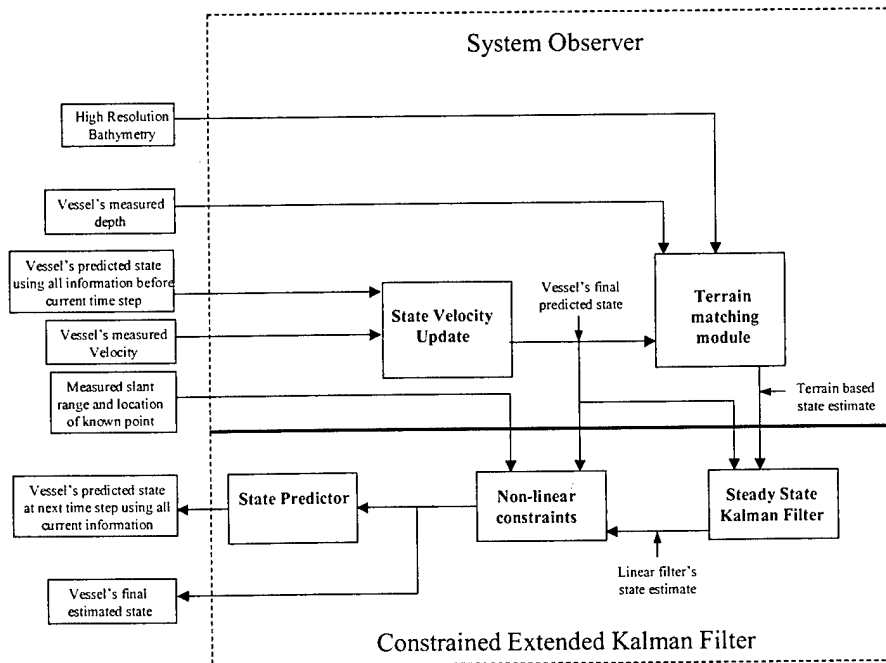 System Observer
High Resolution
Bathymetry
Vessel's measured
depth
Vessel's predicted state
using all information before
current time step
Vessel's measured
Velocity
Measured slant
range and location
of known point
State Velocity
Update
Vessel's final
predicted state
Terrain
matching
module
Terrain based
state estimate
Vessel's predicted state
at next time step using all
current information
State Predictor
Non-linear
constraints
Steady State
Kalman Filter
Linear filter's
state estimate
Vessel's final
estimated state
Constrained Extended Kalman Filter